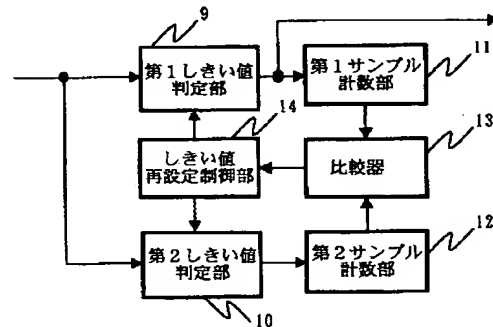 9
第1しきい値
判定部
第1サンプル
計数部
11
14
しきい値
再設定制御部
比較器
13
第2しきい値
判定部
第2サンプル
計数部
12
10